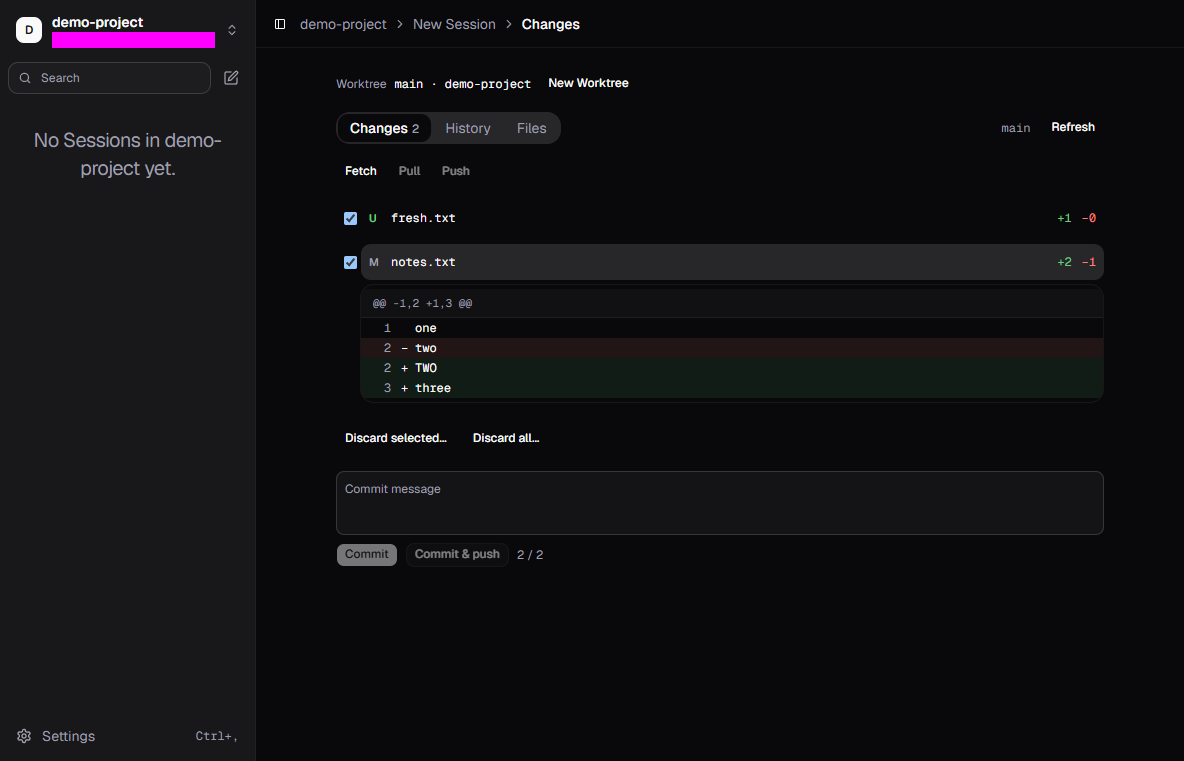 D
demo-project
Search
No Sessions in demo-
project yet.
Settings Ctrl+,
demo-project > New Session > Changes
Worktree main · demo-project New Worktree
Changes 2 History Files main Refresh
Fetch Pull Push
U fresh.txt +1 −0
M notes.txt +2 −1
@@ -1,2 +1,3 @@
1 one
2 - two
2 + TWO
3 + three
Discard selected… Discard all…
Commit message
Commit Commit & push 2 / 2